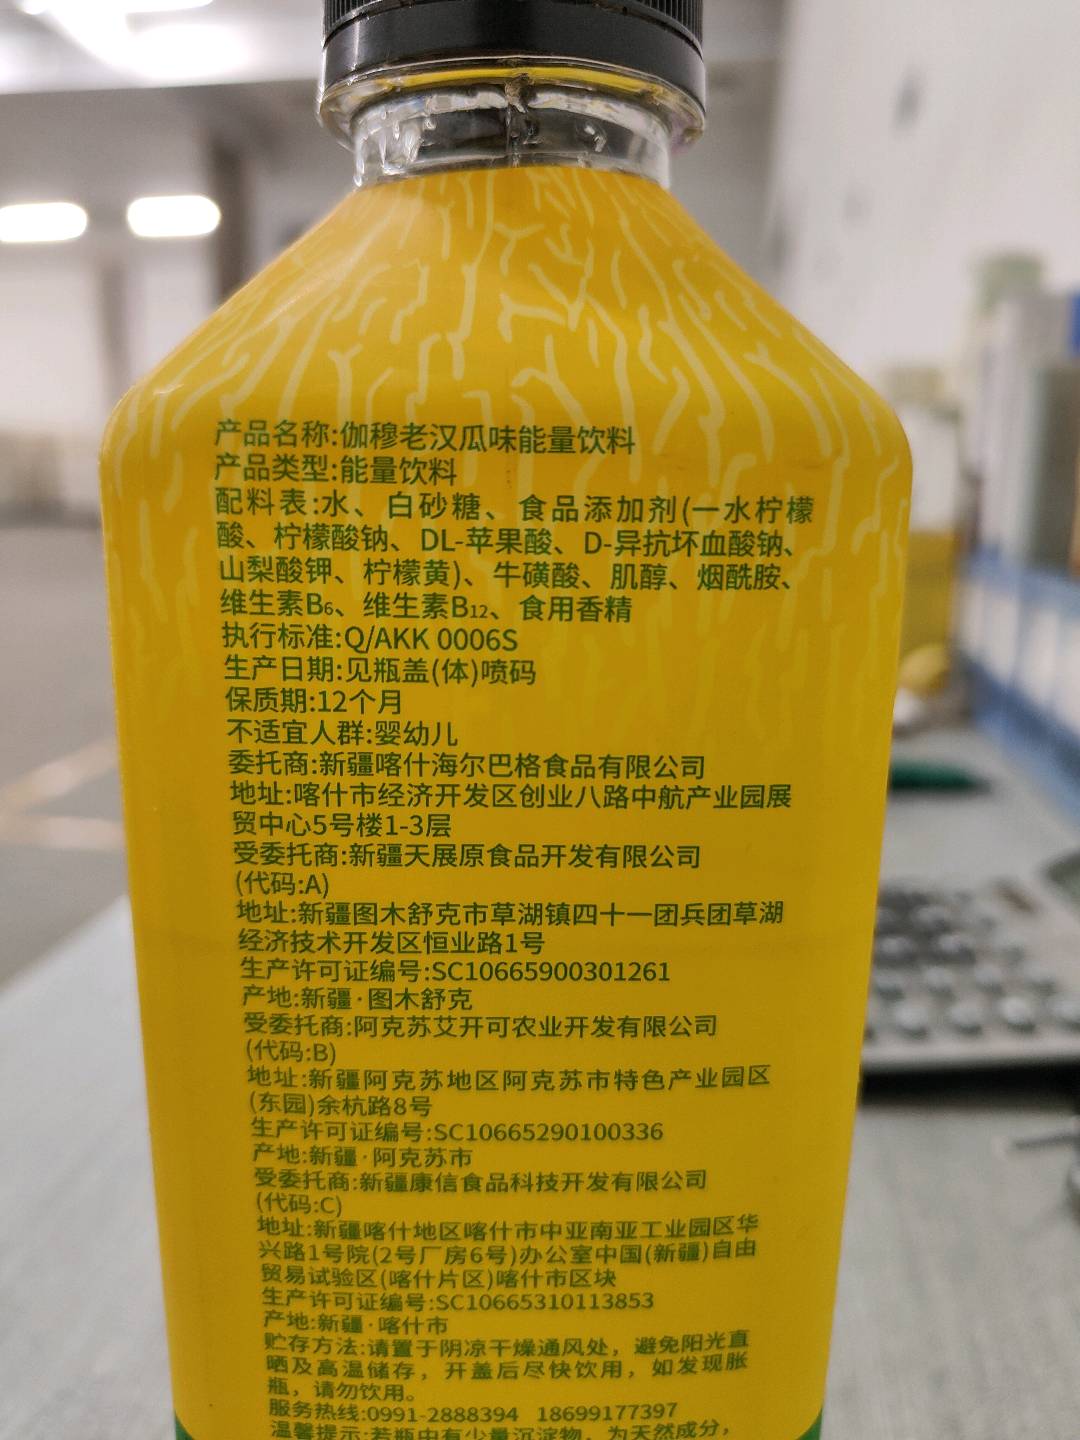 产品名称:伽穆老汉瓜味能量饮料
产品类型:能量饮料
配料表:水、白砂糖、食品添加剂(一水柠檬
酸、柠檬酸钠、DL-苹果酸、D-异抗坏血酸钠、
山梨酸钾、柠檬黄)、牛磺酸、肌醇、烟酰胺、
维生素B₆、维生素B₁₂、食用香精
执行标准:Q/AKK 0006S
生产日期:见瓶盖(体)喷码
保质期:12个月
不适宜人群:婴幼儿
委托商:新疆喀什海尔巴格食品有限公司
地址:喀什市经济开发区创业八路中航产业园展
贸中心5号楼1-3层
受委托商:新疆天展原食品开发有限公司
(代码:A)
地址:新疆图木舒克市草湖镇四十一团兵团草湖
经济技术开发区恒业路1号
生产许可证编号:SC10665900301261
产地:新疆·图木舒克
受委托商:阿克苏艾开可农业开发有限公司
(代码:B)
地址:新疆阿克苏地区阿克苏市特色产业园区
(东园)余杭路8号
生产许可证编号:SC10665290100336
产地:新疆·阿克苏市
受委托商:新疆康信食品科技开发有限公司
(代码:C)
地址:新疆喀什地区喀什市中亚南亚工业园区华
兴路1号院(2号厂房6号)办公室中国(新疆)自由
贸易试验区(喀什片区)喀什市区块
生产许可证编号:SC10665310113853
产地:新疆·喀什市
贮存方法:请置于阴凉干燥通风处，避免阳光直
晒及高温储存，开盖后尽快饮用，如发现胀
瓶，请勿饮用。
服务热线:0991-2888394 18699177397
温馨提示:若瓶中有少量沉淀物，为天然成分，